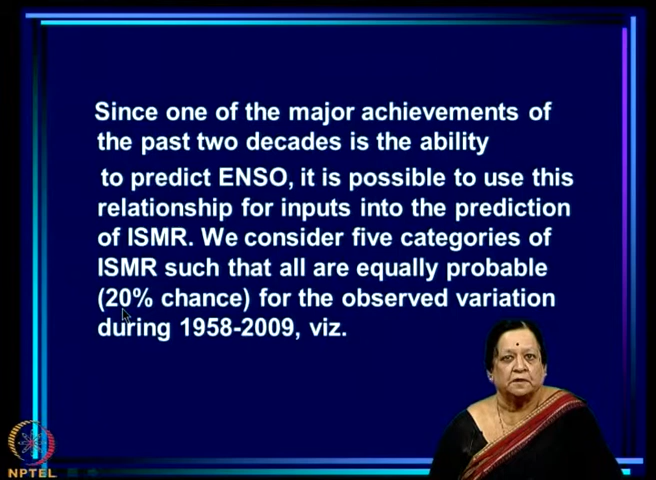 Since one of the major achievements of
the past two decades is the ability
to predict ENSO, it is possible to use this
relationship for inputs into the prediction
of ISMR. We consider five categories of
ISMR such that all are equally probable
(20% chance) for the observed variation
during 1958-2009, viz.
NPTEL